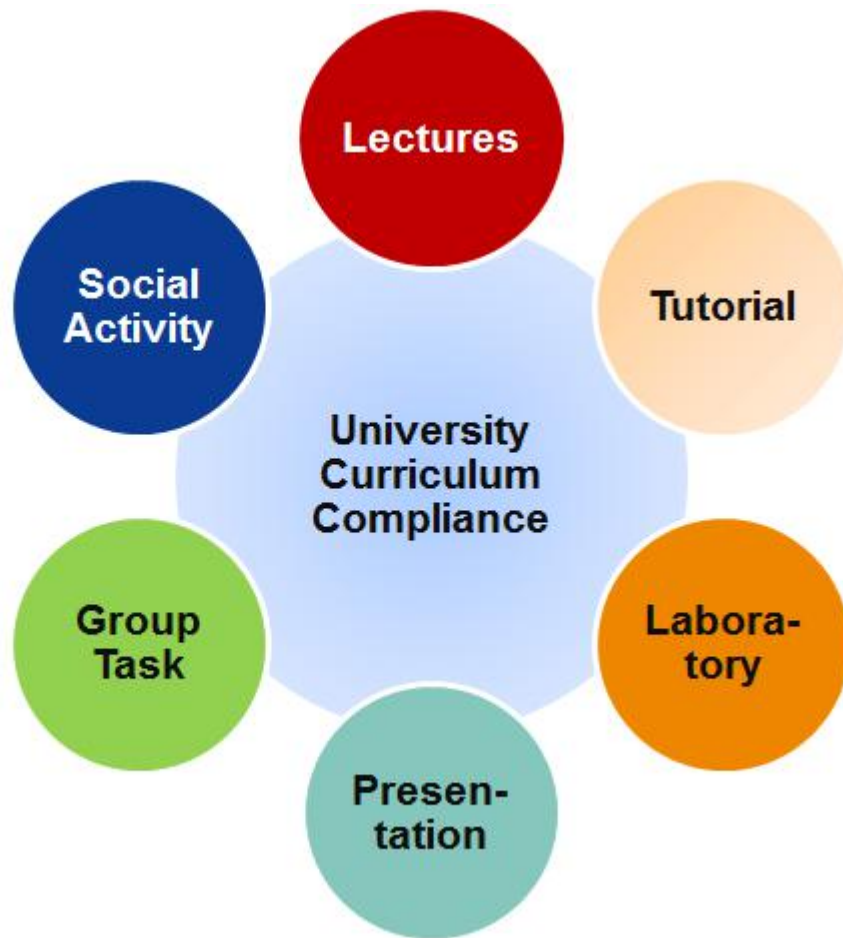 Lectures
Tutorial
Labora-
tory
Presen-
tation
Group
Task
Social
Activity
University
Curriculum
Compliance